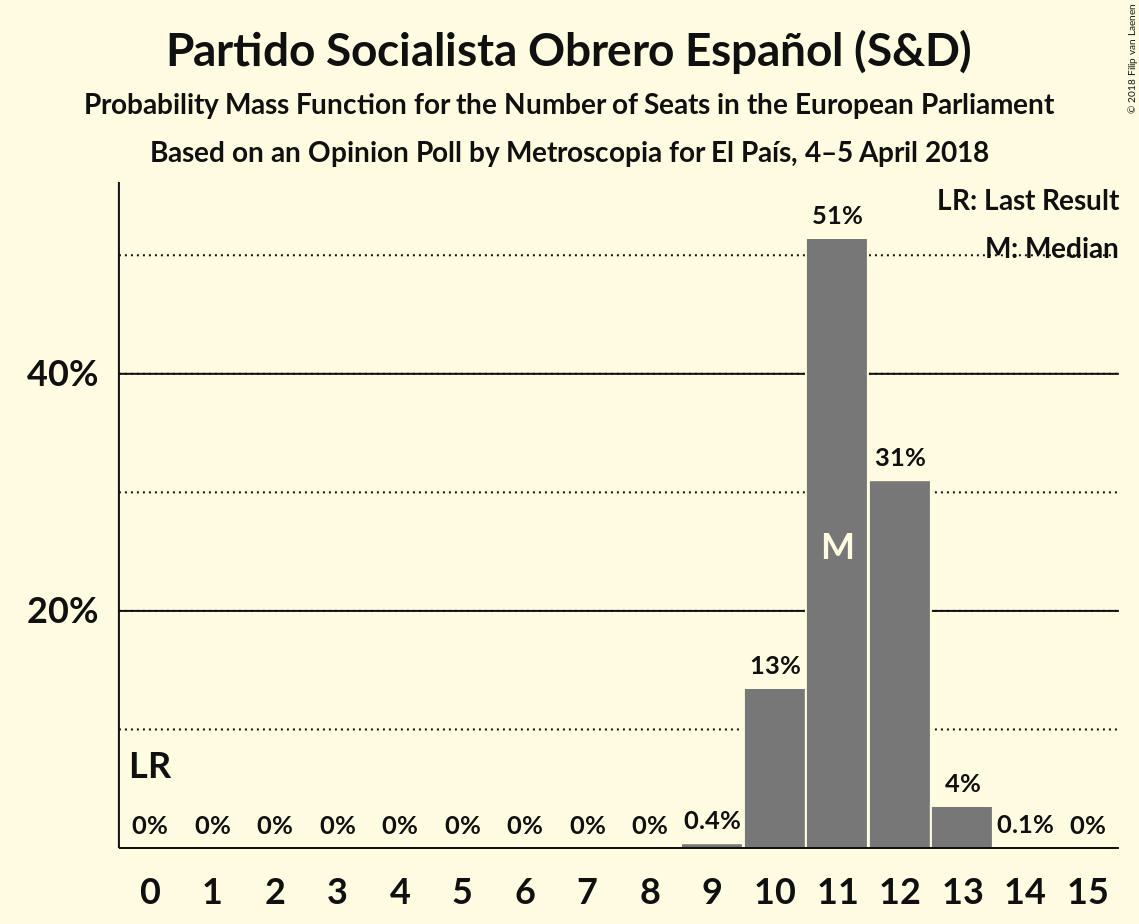 Partido Socialista Obrero Español (S&D)
Probability Mass Function for the Number of Seats in the European Parliament
Based on an Opinion Poll by Metroscopia for El País, 4–5 April 2018
© 2018 Filip van Laenen
LR: Last Result
M: Median
51%
40%
31%
M
20%
13%
LR
4%
0% 0% 0% 0% 0% 0% 0% 0% 0% 0.4% 0.1% 0%
0 1 2 3 4 5 6 7 8 9 10 11 12 13 14 15